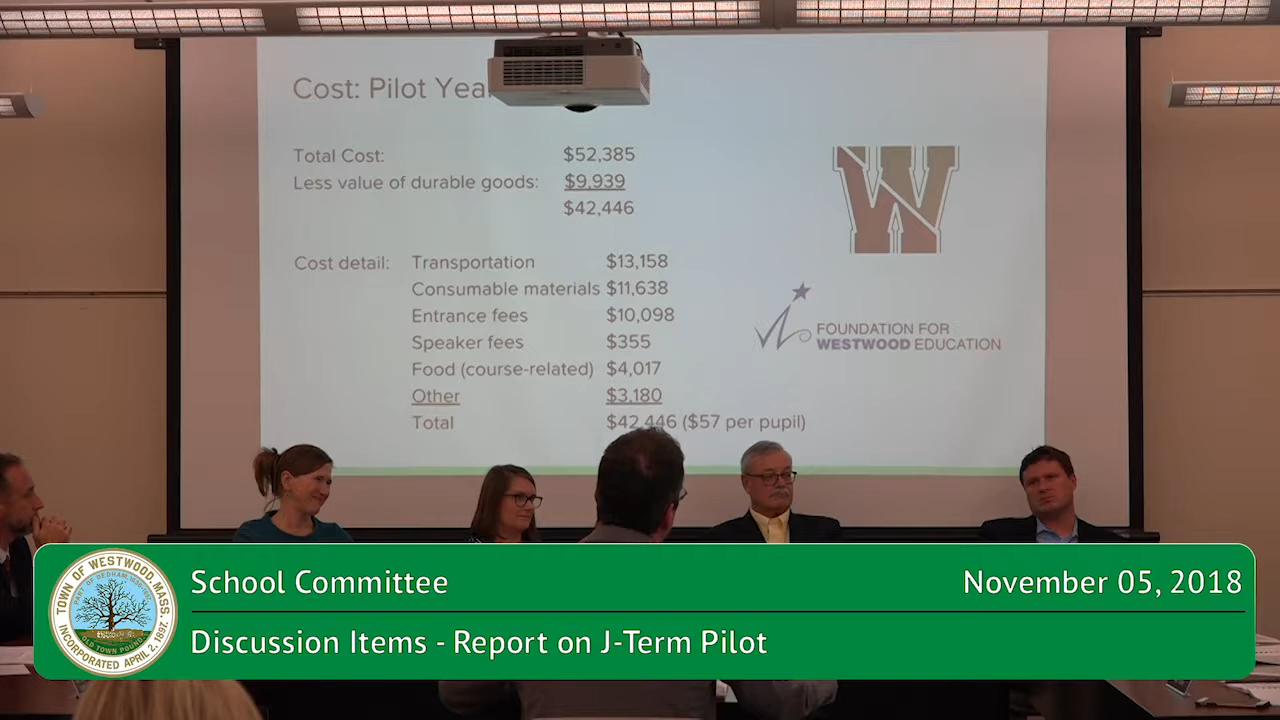 Cost: Pilot Yea
Total Cost: $52,385
Less value of durable goods: $9,939
$42,446
Cost detail: Transportation $13,158
Consumable materials $11,638
Entrance fees $10,098
Speaker fees $355
Food (course-related) $4,017
Other $3,180
Total $42,446 ($57 per pupil)
W
FOUNDATION FOR
WESTWOOD EDUCATION
TOWN OF WESTWOOD, MASS.
INCORPORATED APRIL 2, 1897.
OLD TOWN POUND
School Committee November 05, 2018
Discussion Items - Report on J-Term Pilot